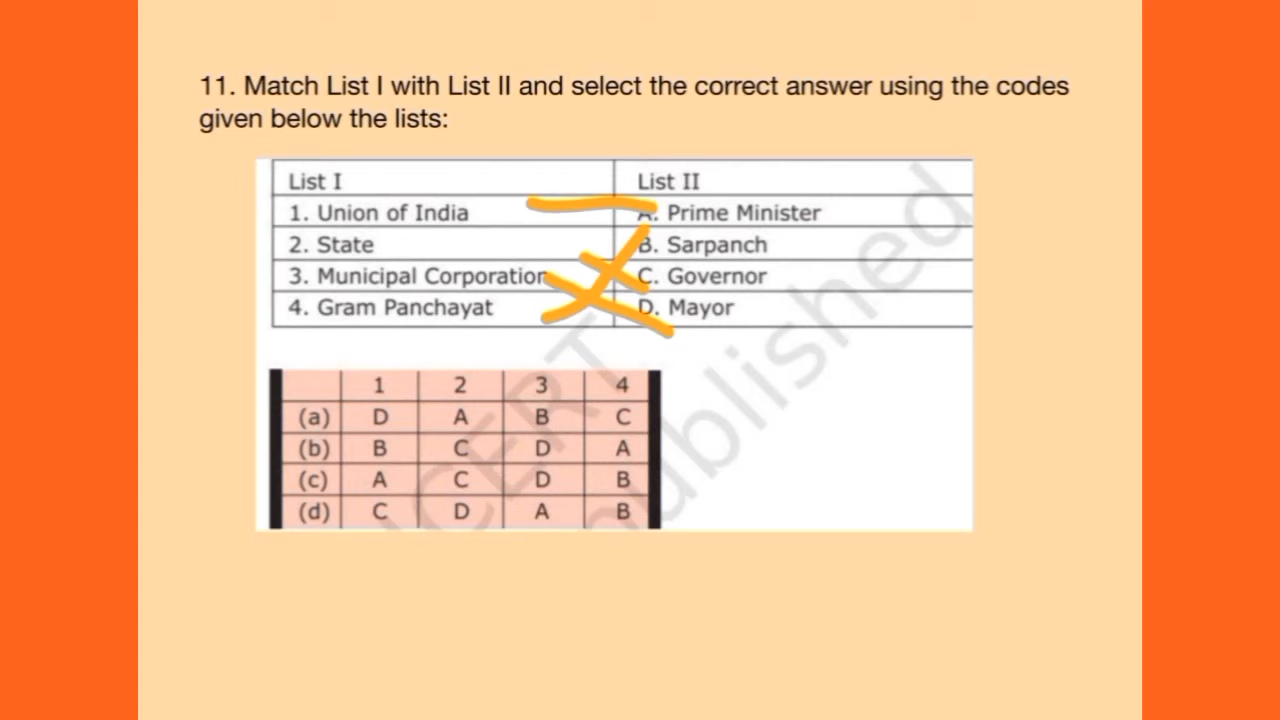 11. Match List I with List II and select the correct answer using the codes
given below the lists:
List I List II
1. Union of India A. Prime Minister
2. State B. Sarpanch
3. Municipal Corporation C. Governor
4. Gram Panchayat D. Mayor
1 2 3 4
(a) D A B C
(b) B C D A
(c) A C D B
(d) C D A B
published